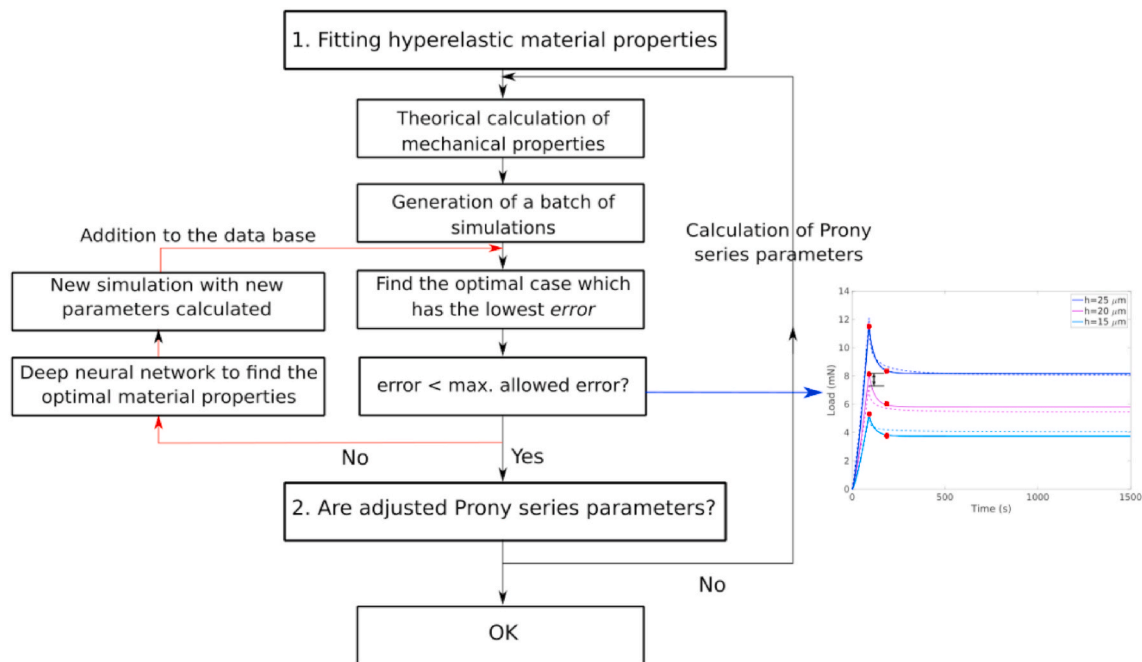 1. Fitting hyperelastic material properties
Theorical calculation of
mechanical properties
Generation of a batch of
simulations
Addition to the data base
Calculation of Prony
series parameters
New simulation with new
parameters calculated
Find the optimal case which
has the lowest error
Deep neural network to find the
optimal material properties
error < max. allowed error?
No
Yes
2. Are adjusted Prony series parameters?
No
OK
14
12
10
8
6
4
2
0
Load (mN)
h=25 μm
h=20 μm
h=15 μm
0
500
1000
1500
Time (s)